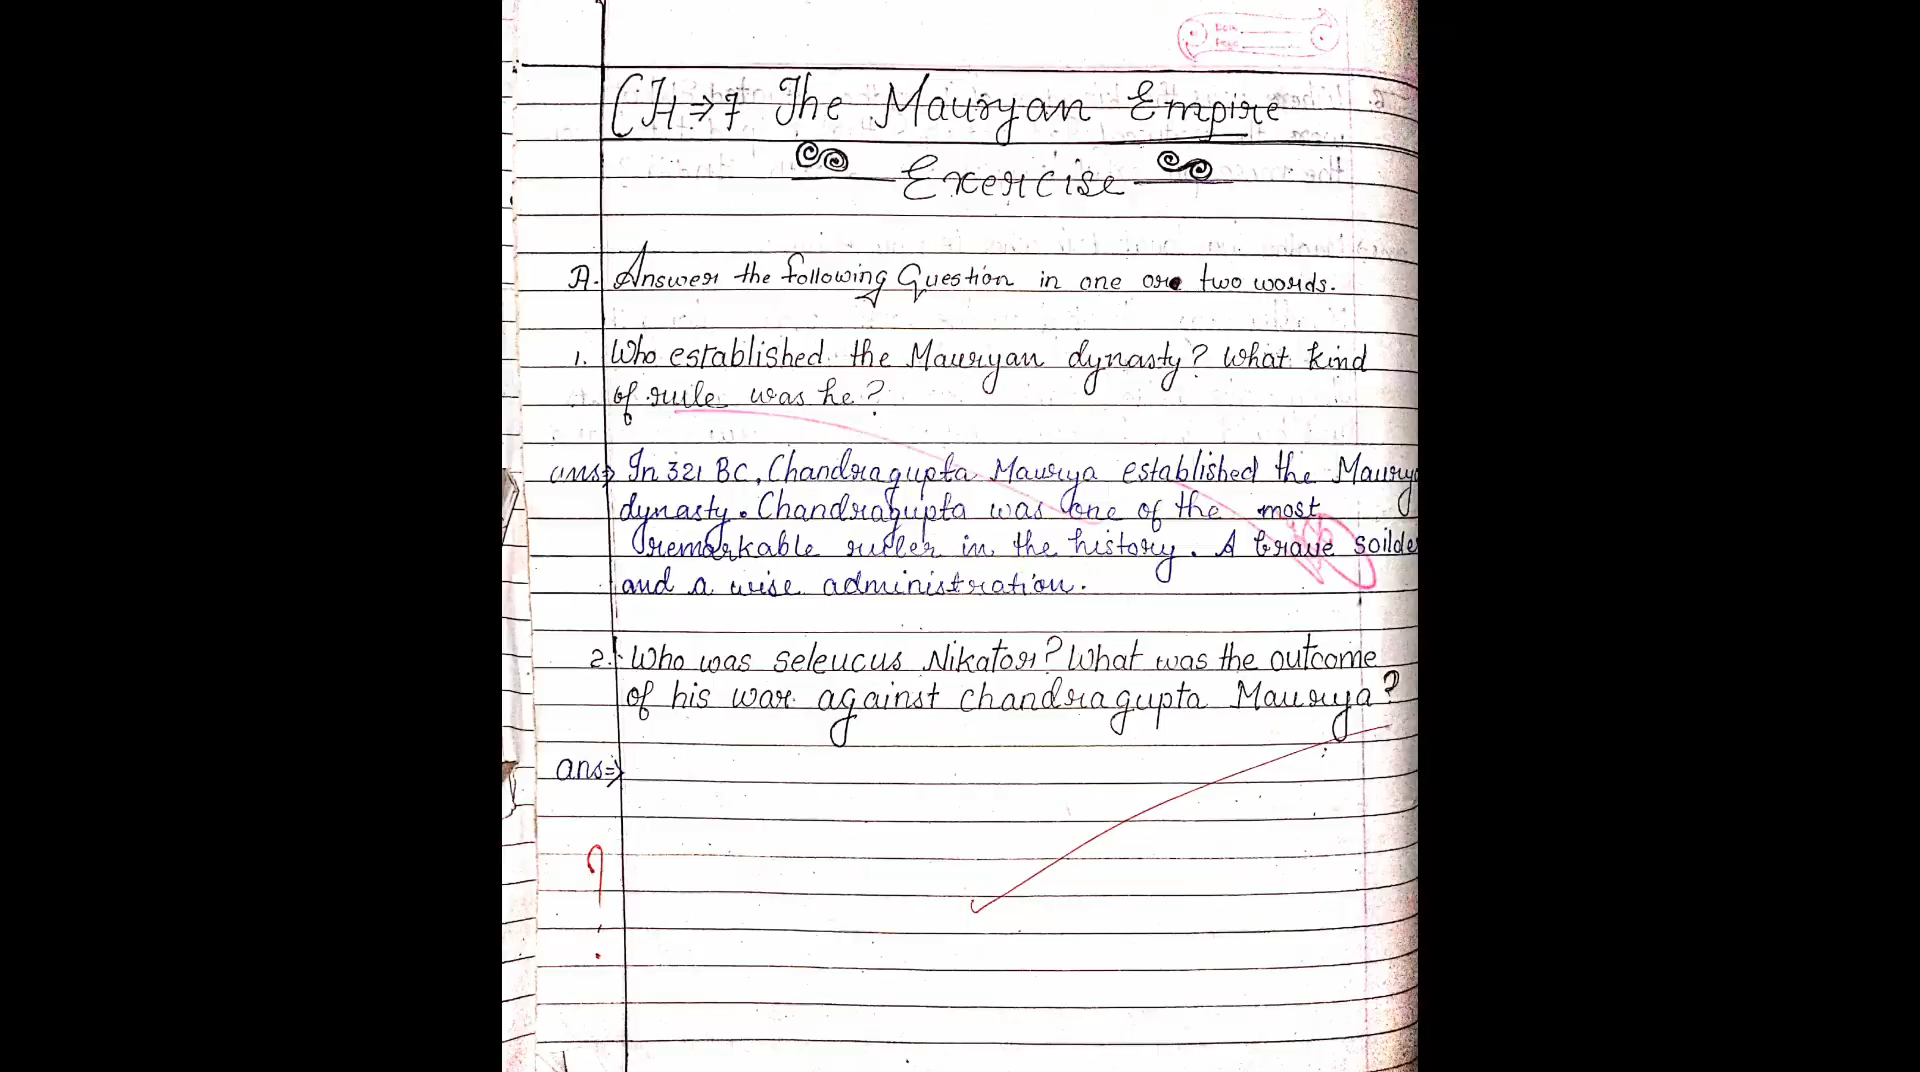 CH⇒7 The Mauryan Empire
Exercise
A. Answer the following Question in one or two words.
1. Who established the Mauryan dynasty? What kind
of rule was he?
ans⇒ In 321 BC, Chandragupta Maurya established the Maurya
dynasty. Chandragupta was one of the most
remarkable ruller in the history. A brave soilde
and a wise administration.
2. Who was seleucus Nikator? What was the outcome
of his war against Chandragupta Maurya?
ans⇒
?